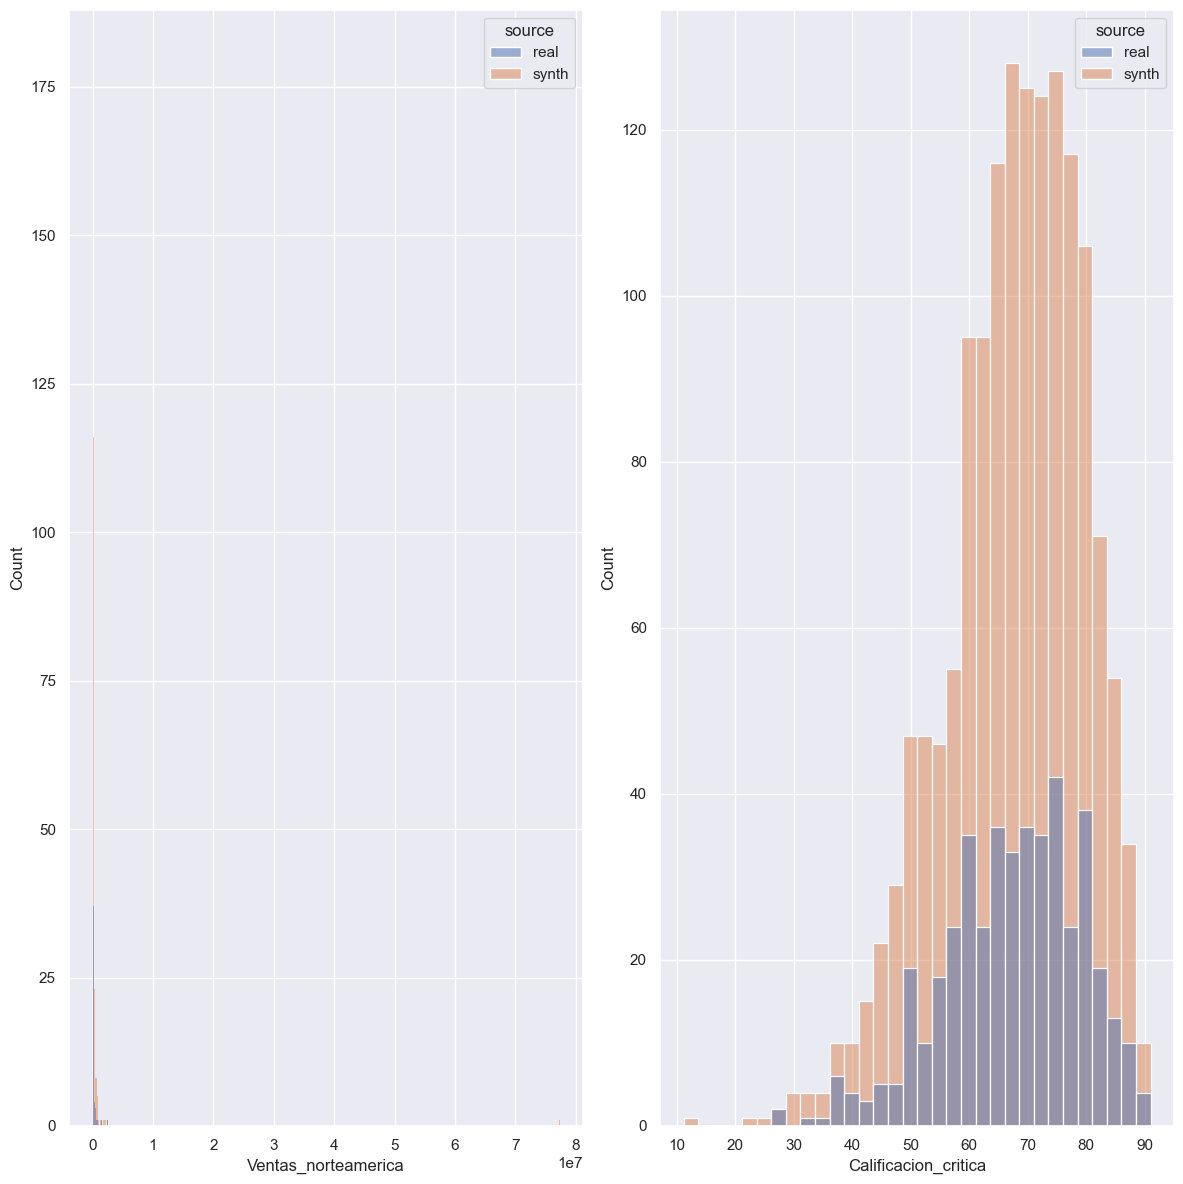 source
real
synth
175
150
125
100
75
50
25
0
Count
0 1 2 3 4 5 6 7 8
1e7
Ventas_norteamerica
source
real
synth
120
100
80
60
40
20
0
Count
10 20 30 40 50 60 70 80 90
Calificacion_critica